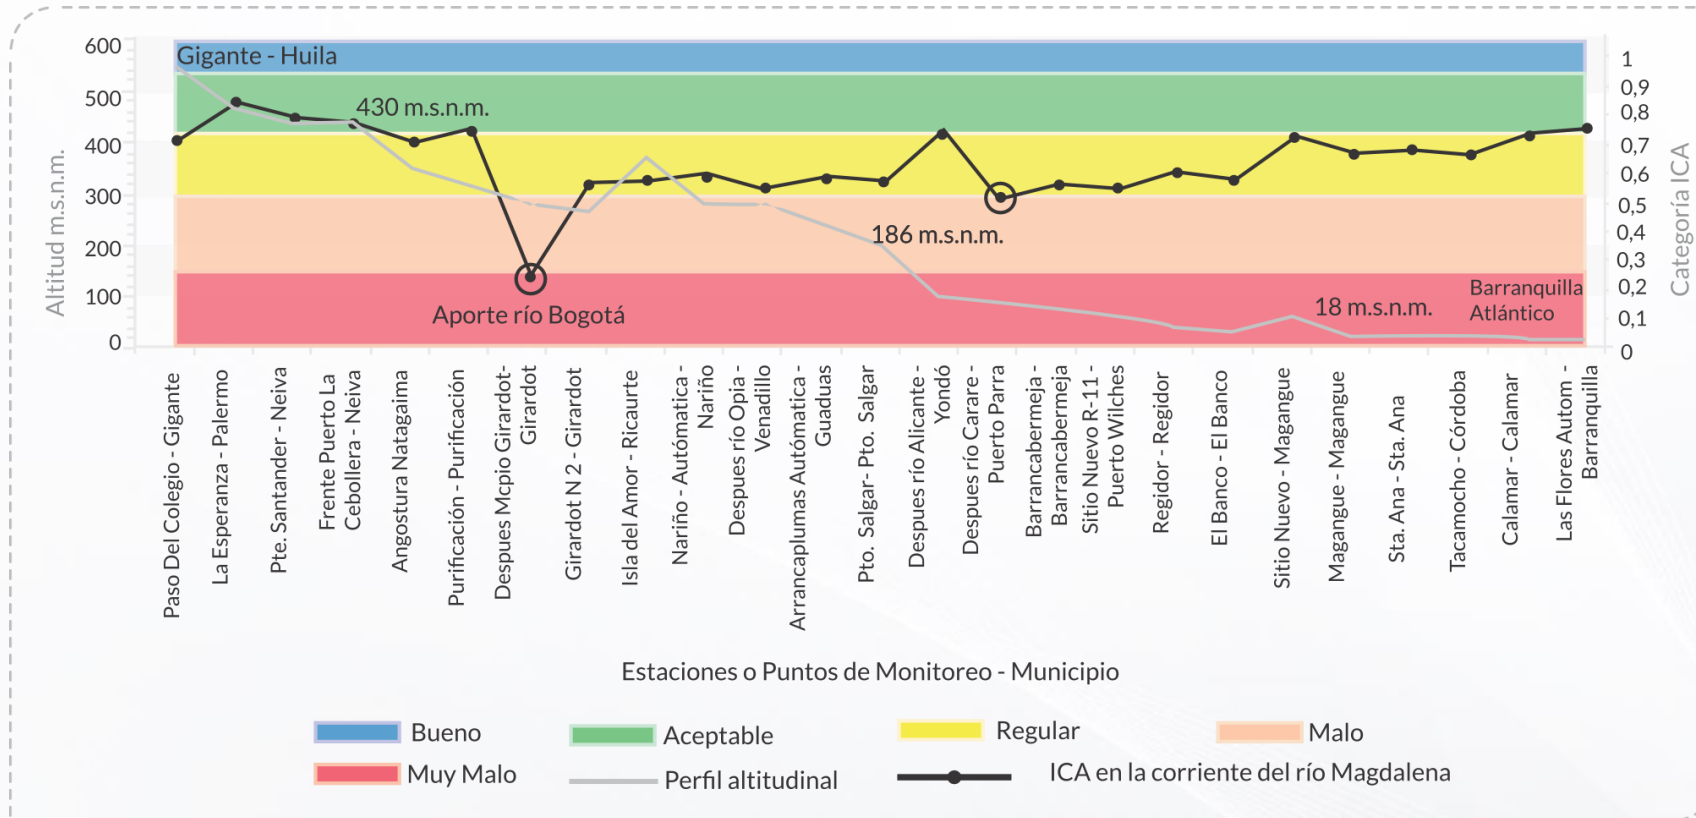 Altitud m.s.n.m.
600
500
400
300
200
100
0
Gigante - Huila
430 m.s.n.m.
Aporte río Bogotá
186 m.s.n.m.
18 m.s.n.m.
Barranquilla
Atlántico
1
0,9
0,8
0,7
0,6
0,5
0,4
0,3
0,2
0,1
0
Categoría ICA
Paso Del Colegio - Gigante
La Esperanza - Palermo
Pte. Santander - Neiva
Frente Puerto La
Cebollera - Neiva
Angostura Natagaima
Purificación - Purificación
Despues Mcpio Girardot-
Girardot
Girardot N 2 - Girardot
Isla del Amor - Ricaurte
Nariño - Autómatica -
Nariño
Despues río Opia -
Venadillo
Arrancaplumas Autómatica -
Guaduas
Pto. Salgar- Pto. Salgar
Despues río Alicante -
Yondó
Despues río Carare -
Puerto Parra
Barrancabermeja -
Barrancabermeja
Sitio Nuevo R-11 -
Puerto Wilches
Regidor - Regidor
El Banco - El Banco
Sitio Nuevo - Magangue
Magangue - Magangue
Sta. Ana - Sta. Ana
Tacamocho - Córdoba
Calamar - Calamar
Las Flores Autom -
Barranquilla
Estaciones o Puntos de Monitoreo - Municipio
Bueno
Aceptable
Regular
Malo
Muy Malo
Perfil altitudinal
ICA en la corriente del río Magdalena